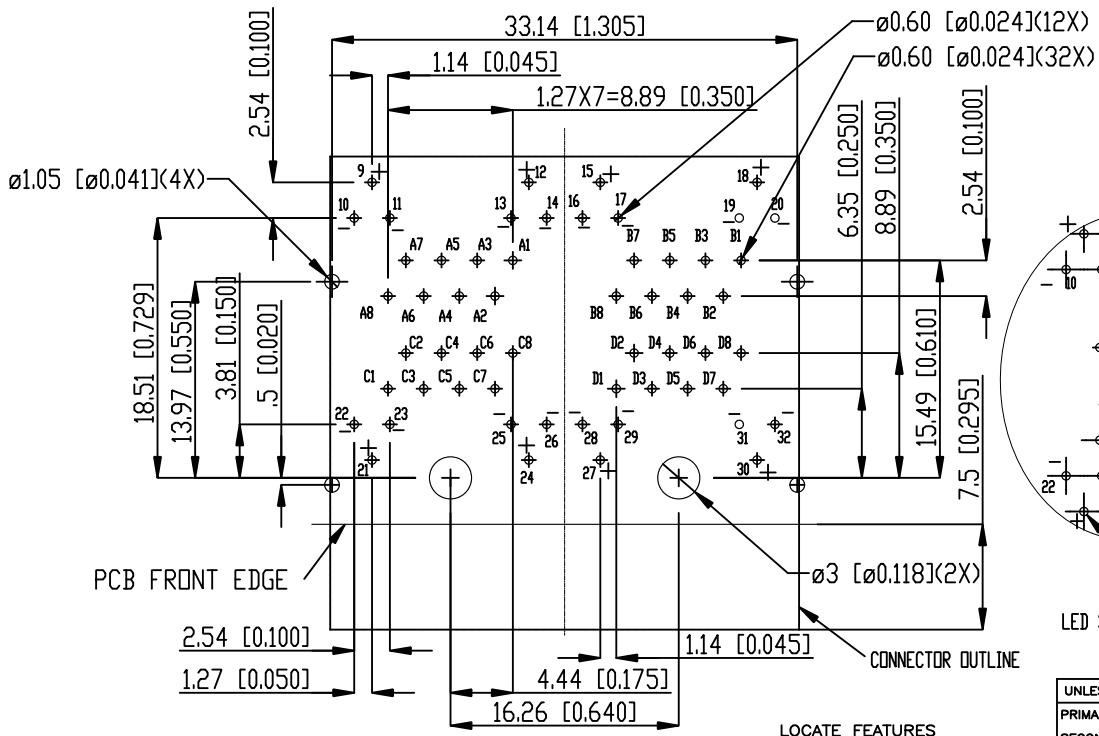 33.14 [1.305]
ø0.60 [ø0.024](12X)
ø0.60 [ø0.024](32X)
1.14 [0.045]
1.27X7=8.89 [0.350]
2.54 [0.100]
2.54 [0.100]
6.35 [0.250]
8.89 [0.350]
ø1.05 [ø0.041](4X)
9 + + 12 15 + 18 +
10 11 13 14 16 17 19 20
– – – – – – – –
A7 A5 A3 A1 B7 B5 B3 B1
A8 A6 A4 A2 B8 B6 B4 B2
C2 C4 C6 C8 D2 D4 D6 D8
C1 C3 C5 C7 D1 D3 D5 D7
– – – – – – – –
22 23 25 26 28 29 31 32
21 + 24 + 27 + 30 +
18.51 [0.729]
13.97 [0.550]
3.81 [0.150]
.5 [0.020]
15.49 [0.610]
7.5 [0.295]
+
– 10
– 22
+
PCB FRONT EDGE
ø3 [ø0.118](2X)
2.54 [0.100]
1.14 [0.045]
CONNECTOR OUTLINE
1.27 [0.050]
4.44 [0.175]
16.26 [0.640]
LED
LOCATE FEATURES
UNLES
PRIMA